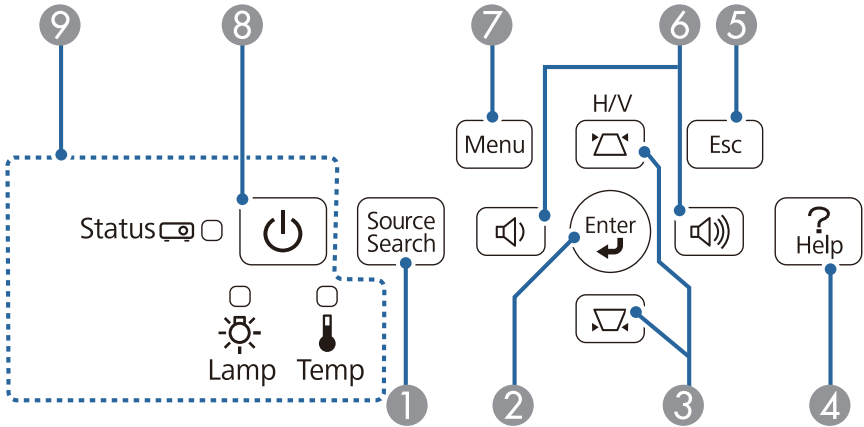 9
8
7
6
5
H/V
Menu
Esc
Status
Source
Search
Enter
?
Help
Lamp
Temp
1
2
3
4